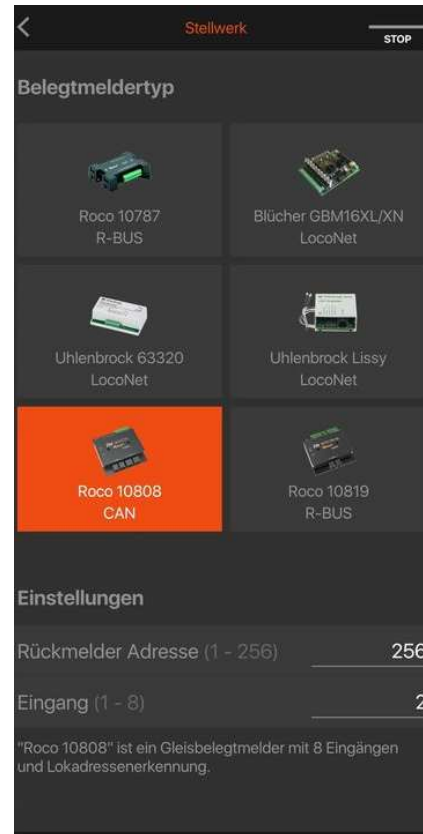 Stellwerk
STOP
Belegtmeldertyp
Roco 10787
R-BUS
Blücher GBM16XL/XN
LocoNet
Uhlenbrock 63320
LocoNet
Uhlenbrock Lissy
LocoNet
Roco 10808
CAN
Roco 10819
R-BUS
Einstellungen
Rückmelder Adresse (1 - 256) 256
Eingang (1 - 8) 2
"Roco 10808" ist ein Gleisbelegtmelder mit 8 Eingängen
und Lokadressenerkennung.